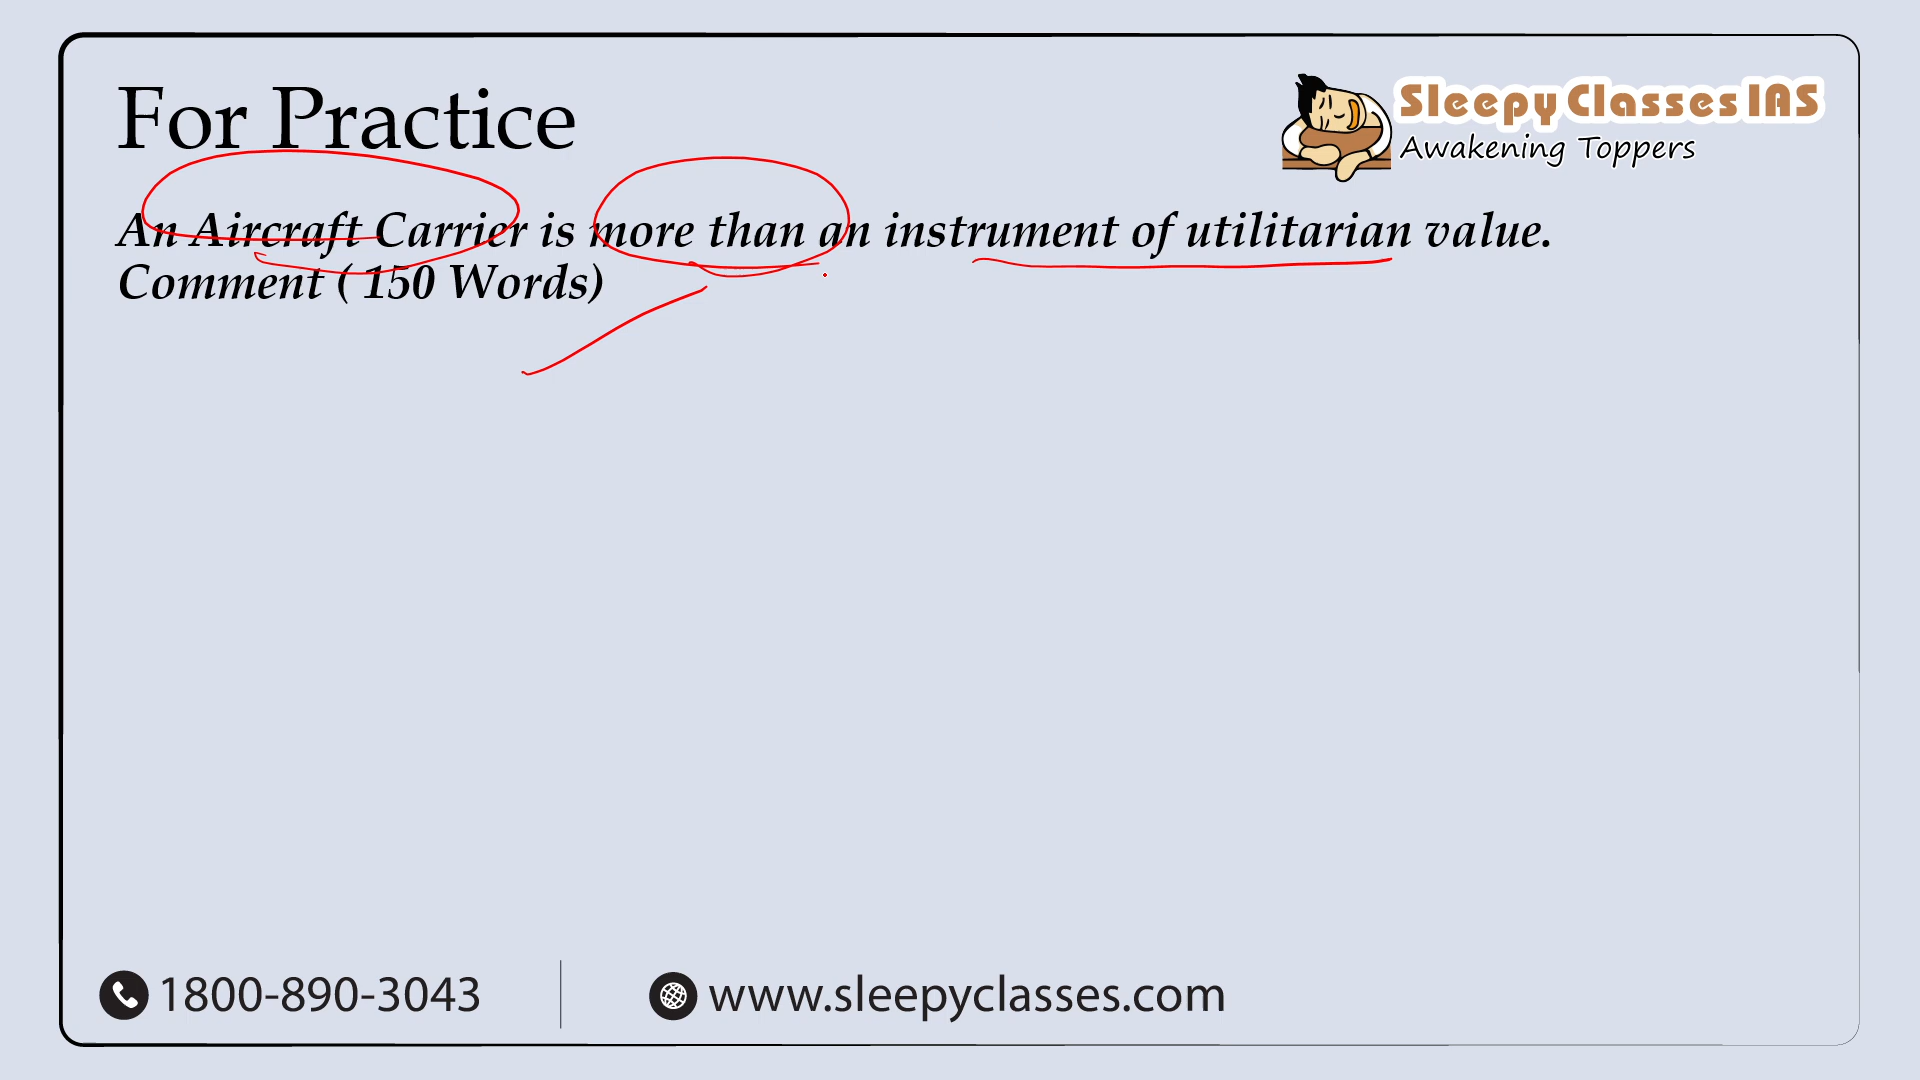 For Practice
Sleepy Classes IAS
Awakening Toppers
An Aircraft Carrier is more than an instrument of utilitarian value.
Comment ( 150 Words)
1800-890-3043
www.sleepyclasses.com